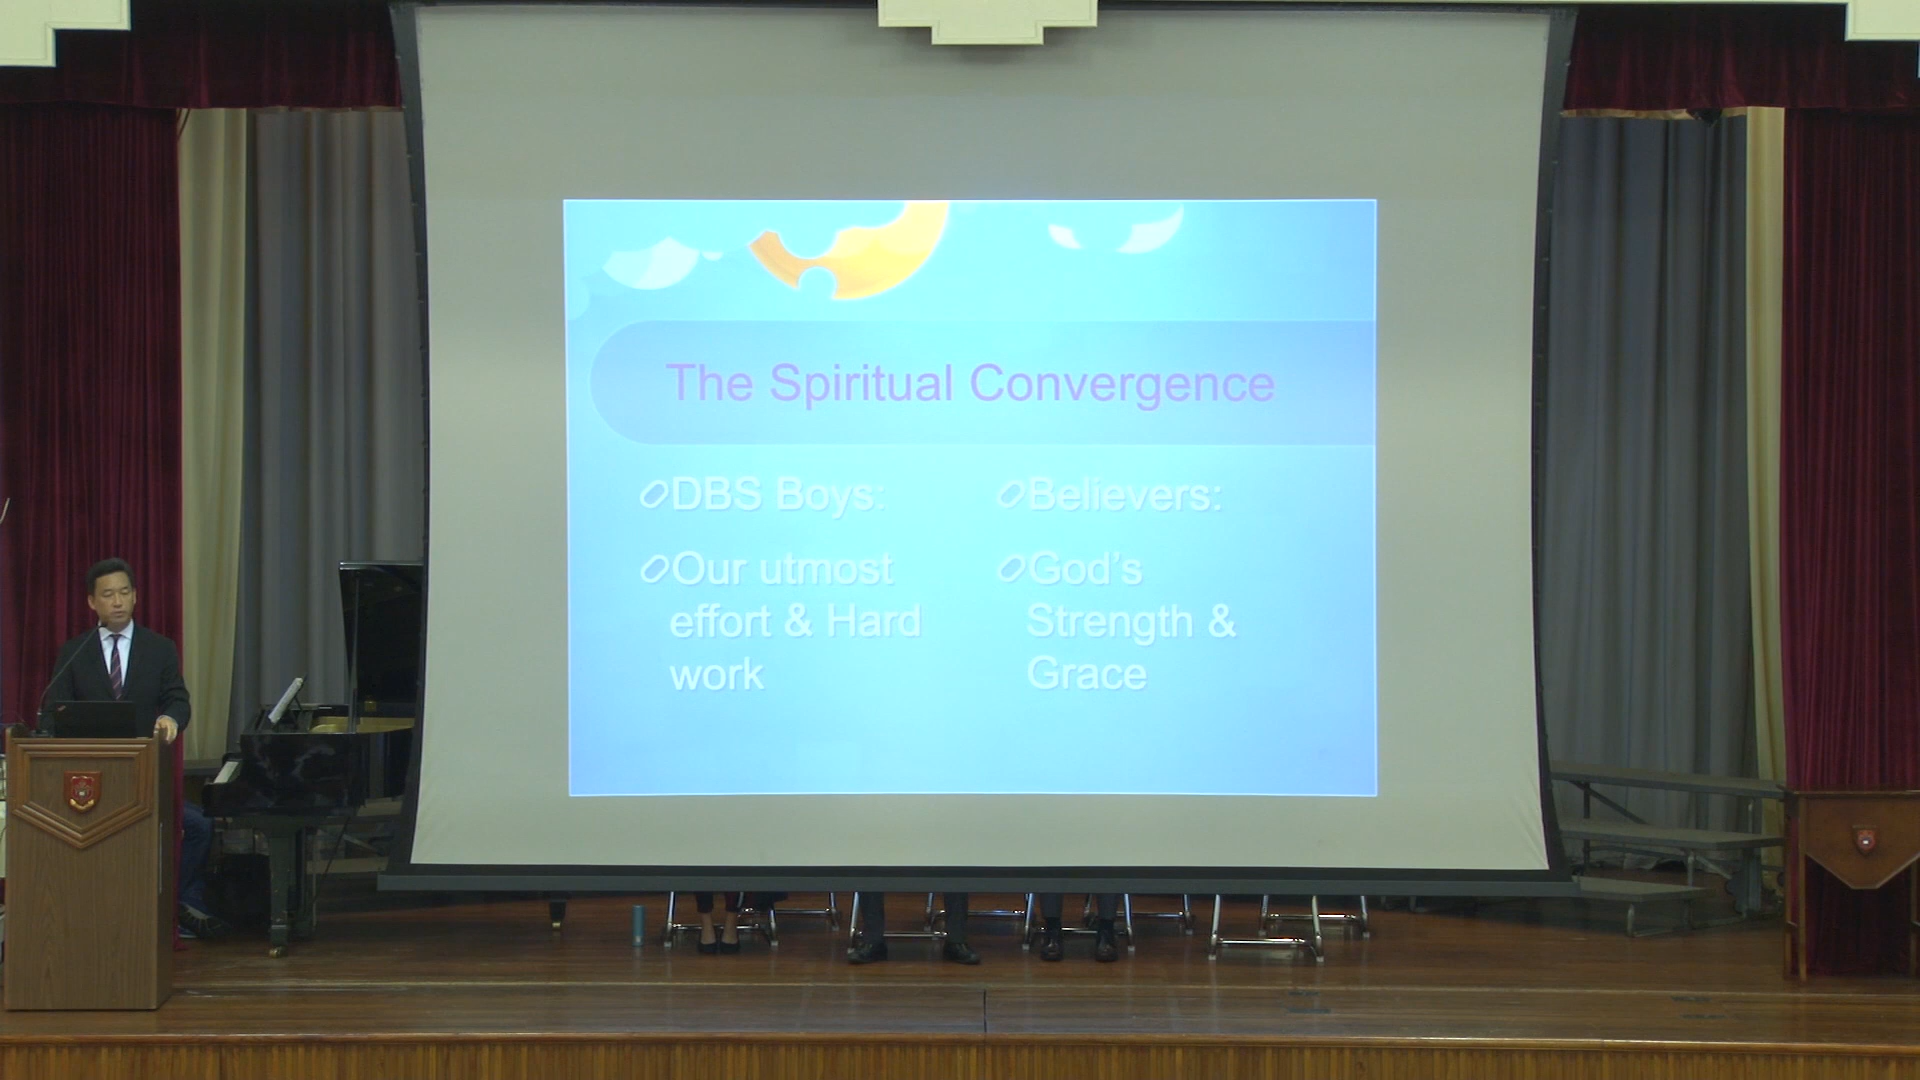 The Spiritual Convergence
DBS Boys:
Our utmost
effort & Hard
work
Believers:
God's
Strength &
Grace